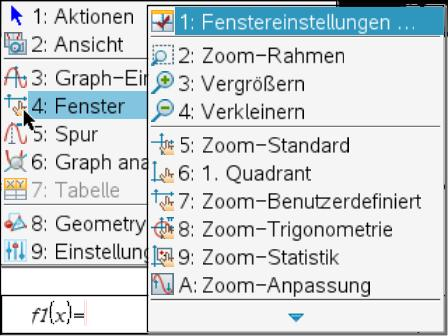 1: Aktionen
2: Ansicht
3: Graph-Ein
4: Fenster
5: Spur
6: Graph ana
7: Tabelle
8: Geometry
9: Einstellung
1: Fenstereinstellungen ...
2: Zoom-Rahmen
3: Vergrößern
4: Verkleinern
5: Zoom-Standard
6: 1. Quadrant
7: Zoom-Benutzerdefiniert
8: Zoom-Trigonometrie
9: Zoom-Statistik
A: Zoom-Anpassung
f1(x)=